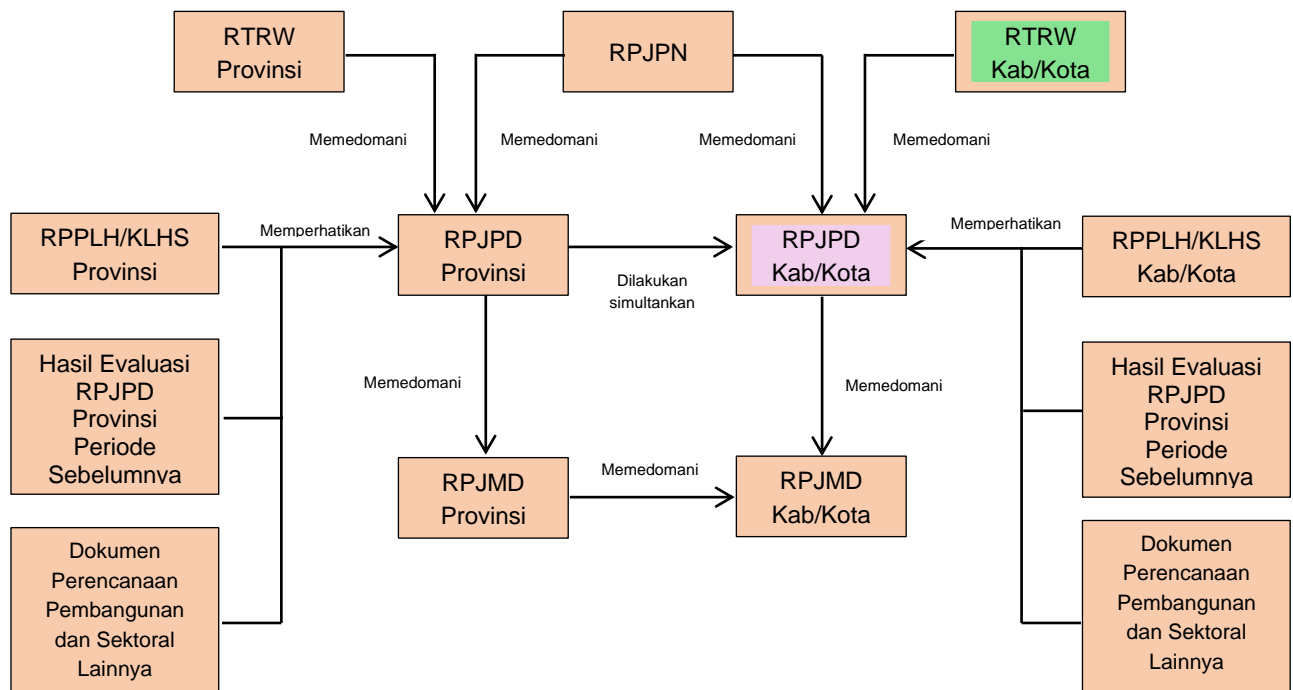 RTRW
Provinsi
RPJPN
RTRW
Kab/Kota
Memedomani
Memedomani
Memedomani
Memedomani
RPPLH/KLHS
Provinsi
Memperhatikan
RPJPD
Provinsi
Dilakukan
simultankan
RPJPD
Kab/Kota
Memperhatikan
RPPLH/KLHS
Kab/Kota
Hasil Evaluasi
RPJPD
Provinsi
Periode
Sebelumnya
Memedomani
Memedomani
Hasil Evaluasi
RPJPD
Provinsi
Periode
Sebelumnya
RPJMD
Provinsi
Memedomani
RPJMD
Kab/Kota
Dokumen
Perencanaan
Pembangunan
dan Sektoral
Lainnya
Dokumen
Perencanaan
Pembangunan
dan Sektoral
Lainnya